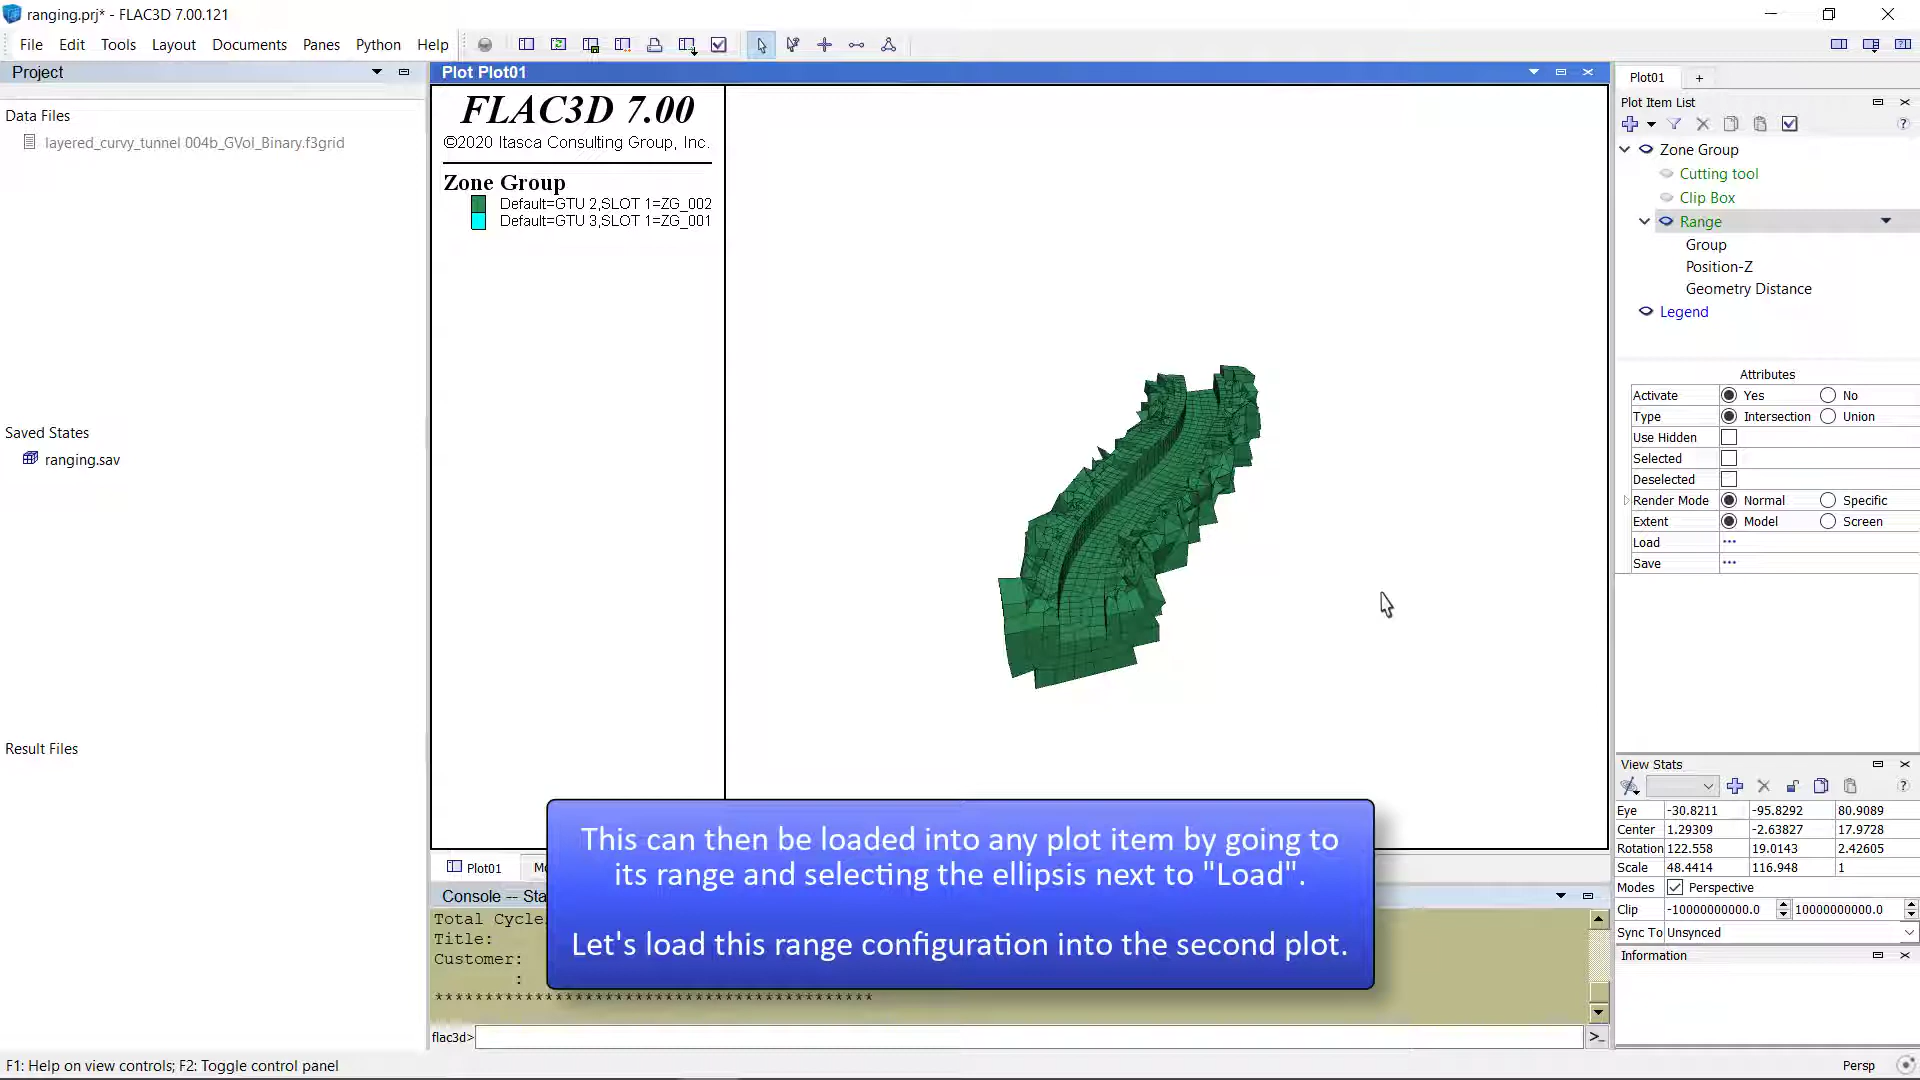 ranging.prj* - FLAC3D 7.00.121
File Edit Tools Layout Documents Panes Python Help
Project
Data Files
layered_curvy_tunnel 004b_GVol_Binary.f3grid
Saved States
ranging.sav
Result Files
Plot Plot01
FLAC3D 7.00
©2020 Itasca Consulting Group, Inc.
Zone Group
Default=GTU 2,SLOT 1=ZG_002
Default=GTU 3,SLOT 1=ZG_001
Plot01
This can then be loaded into any plot item by going to
its range and selecting the ellipsis next to "Load".
Let's load this range configuration into the second plot.
Console -- Sta
Total Cycle
Title:
Customer:
:
*******************************************
flac3d>
Plot01 +
Plot Item List
Zone Group
Cutting tool
Clip Box
Range
Group
Position-Z
Geometry Distance
Legend
Attributes
Activate Yes No
Type Intersection Union
Use Hidden
Selected
Deselected
Render Mode Normal Specific
Extent Model Screen
Load ...
Save ...
View Stats
Eye -30.8211 -95.8292 80.9089
Center 1.29309 -2.63827 17.9728
Rotation 122.558 19.0143 2.42605
Scale 48.4414 116.948 1
Modes Perspective
Clip -10000000000.0 10000000000.0
Sync To Unsynced
Information
F1: Help on view controls; F2: Toggle control panel
Persp